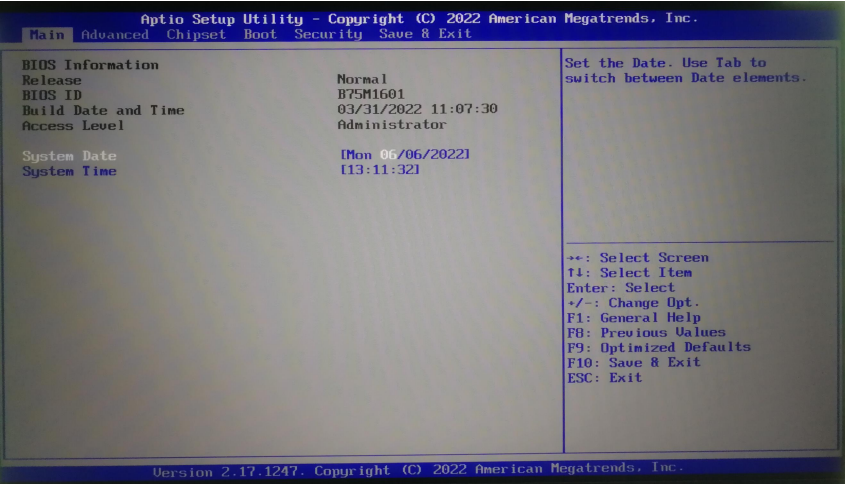 Aptio Setup Utility - Copyright (C) 2022 American Megatrends, Inc.
Main Advanced Chipset Boot Security Save & Exit
BIOS Information
Release Normal
BIOS ID B75M1601
Build Date and Time 03/31/2022 11:07:30
Access Level Administrator
System Date [Mon 06/06/2022]
System Time [13:11:32]
Set the Date. Use Tab to
switch between Date elements.
→←: Select Screen
↑↓: Select Item
Enter: Select
+/-: Change Opt.
F1: General Help
F8: Previous Values
F9: Optimized Defaults
F10: Save & Exit
ESC: Exit
Version 2.17.1247. Copyright (C) 2022 American Megatrends, Inc.